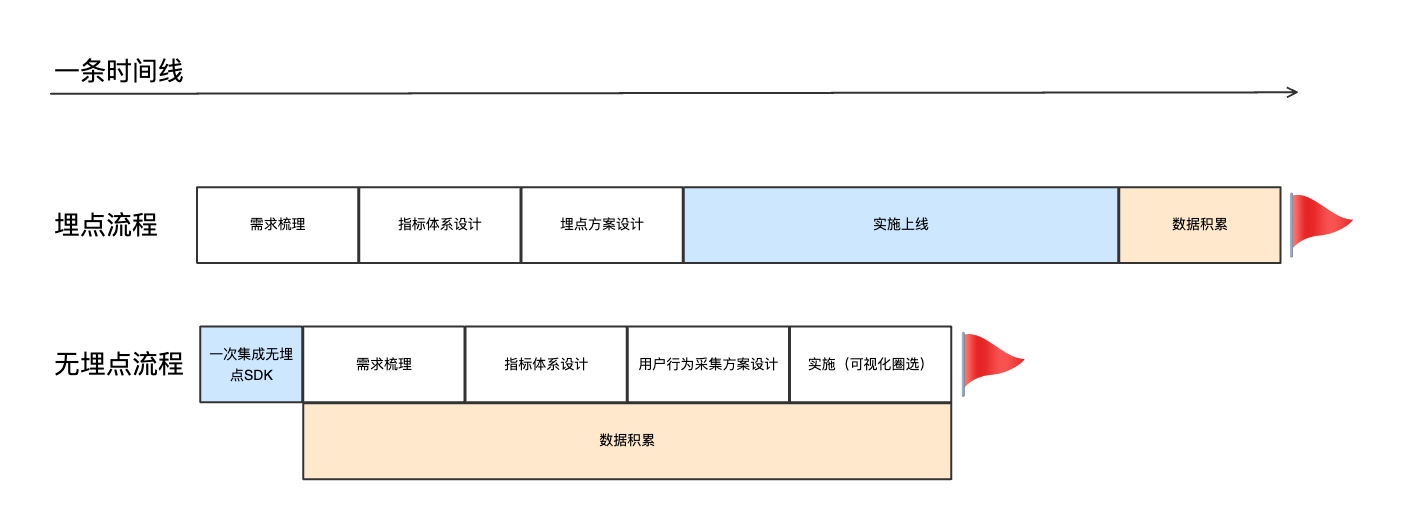 一条时间线
埋点流程
需求梳理
指标体系设计
埋点方案设计
实施上线
数据积累
无埋点流程
一次集成无埋
点SDK
需求梳理
指标体系设计
用户行为采集方案设计
实施（可视化圈选）
数据积累